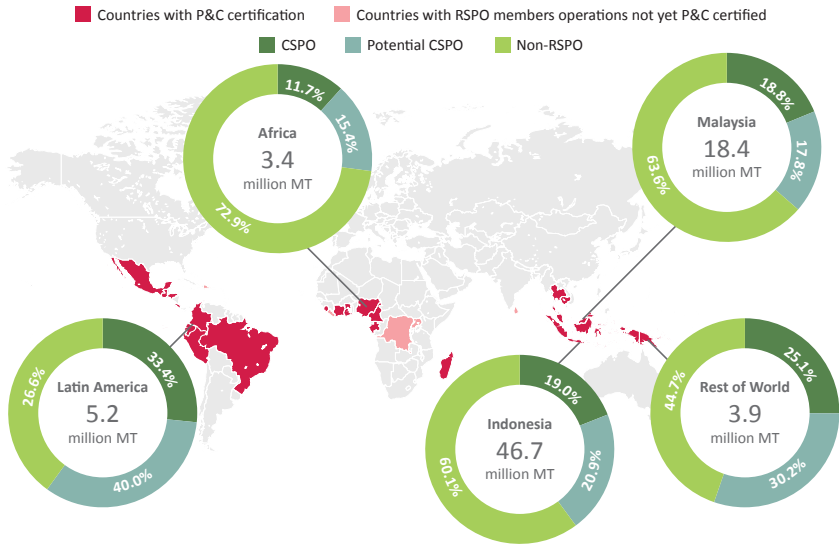 Countries with P&C certification
Countries with RSPO members operations not yet P&C certified
CSPO
Potential CSPO
Non-RSPO
Africa
3.4
million MT
11.7%
15.4%
72.9%
Malaysia
18.4
million MT
18.8%
17.8%
63.6%
Latin America
5.2
million MT
33.4%
40.0%
26.6%
Indonesia
46.7
million MT
19.0%
20.9%
60.1%
Rest of World
3.9
million MT
25.1%
30.2%
44.7%